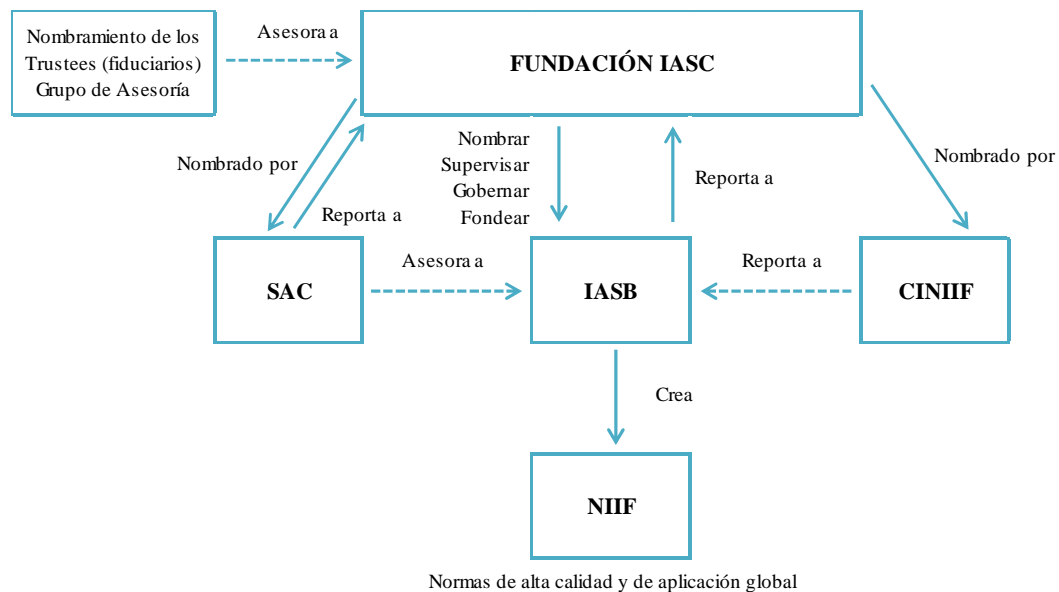 Nombramiento de los
Trustees (fiduciarios)
Grupo de Asesoría
Asesora a
FUNDACIÓN IASC
Nombrado por
Reporta a
Nombrar
Supervisar
Gobernar
Fondear
Reporta a
Nombrado por
SAC
Asesora a
IASB
Reporta a
CINIIF
Crea
NIIF
Normas de alta calidad y de aplicación global